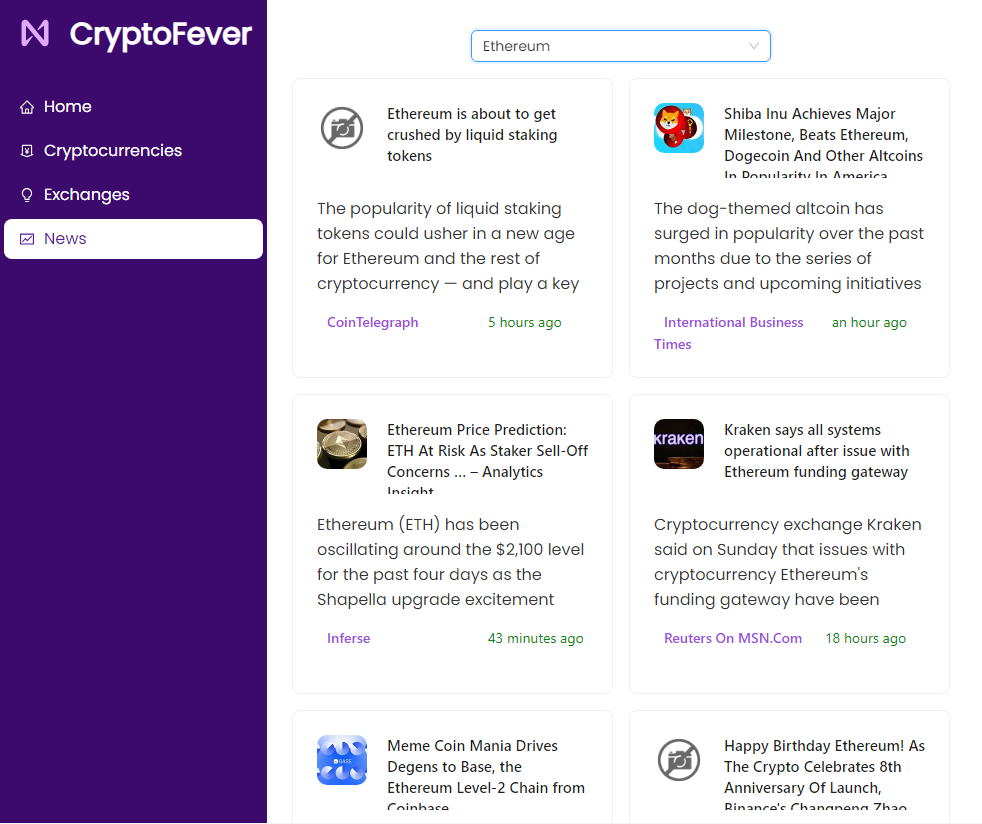 CryptoFever
Home
Cryptocurrencies
Exchanges
News
Ethereum
Ethereum is about to get
crushed by liquid staking
tokens
The popularity of liquid staking
tokens could usher in a new age
for Ethereum and the rest of
cryptocurrency — and play a key
CoinTelegraph
5 hours ago
Shiba Inu Achieves Major
Milestone, Beats Ethereum,
Dogecoin And Other Altcoins
In Popularity In America
The dog-themed altcoin has
surged in popularity over the past
months due to the series of
projects and upcoming initiatives
International Business
Times
an hour ago
Ethereum Price Prediction:
ETH At Risk As Staker Sell-Off
Concerns ... – Analytics
Insight
Ethereum (ETH) has been
oscillating around the $2,100 level
for the past four days as the
Shapella upgrade excitement
Inferse
43 minutes ago
kraken
Kraken says all systems
operational after issue with
Ethereum funding gateway
Cryptocurrency exchange Kraken
said on Sunday that issues with
cryptocurrency Ethereum's
funding gateway have been
Reuters On MSN.Com
18 hours ago
BASE
Meme Coin Mania Drives
Degens to Base, the
Ethereum Level-2 Chain from
Coinbase
Happy Birthday Ethereum! As
The Crypto Celebrates 8th
Anniversary Of Launch,
Binance's Changpeng Zhao